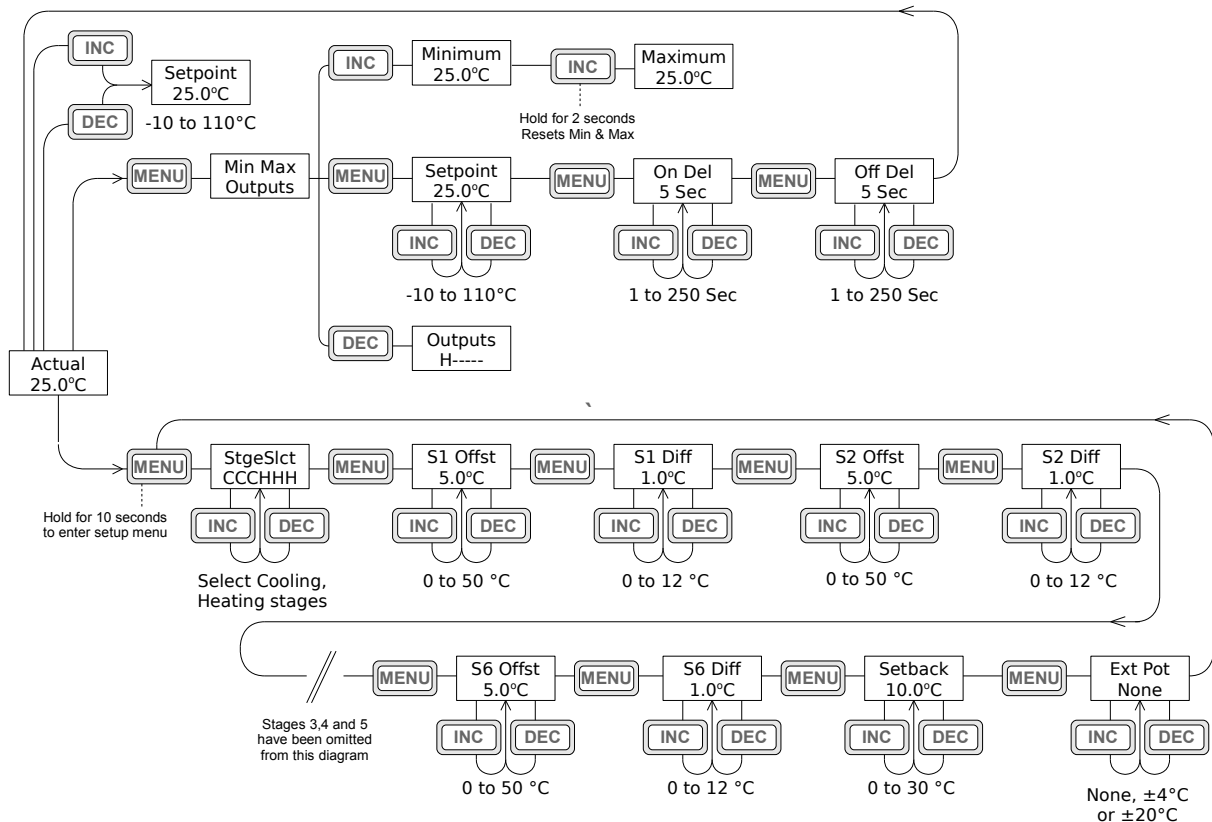 INC
Setpoint
25.0°C
DEC
-10 to 110°C
INC
Minimum
25.0°C
INC
Maximum
25.0°C
Hold for 2 seconds
Resets Min & Max
MENU
Min Max
Outputs
MENU
Setpoint
25.0°C
MENU
On Del
5 Sec
MENU
Off Del
5 Sec
INC
DEC
INC
DEC
INC
DEC
-10 to 110°C
1 to 250 Sec
1 to 250 Sec
DEC
Outputs
H-----
Actual
25.0°C
`
MENU
StgeSlct
CCCHHH
MENU
S1 Offst
5.0°C
MENU
S1 Diff
1.0°C
MENU
S2 Offst
5.0°C
MENU
S2 Diff
1.0°C
Hold for 10 seconds
to enter setup menu
INC
DEC
INC
DEC
INC
DEC
INC
DEC
INC
DEC
Select Cooling,
Heating stages
0 to 50 °C
0 to 12 °C
0 to 50 °C
0 to 12 °C
Stages 3,4 and 5
have been omitted
from this diagram
MENU
S6 Offst
5.0°C
MENU
S6 Diff
1.0°C
MENU
Setback
10.0°C
MENU
Ext Pot
None
INC
DEC
INC
DEC
INC
DEC
INC
DEC
0 to 50 °C
0 to 12 °C
0 to 30 °C
None, ±4°C
or ±20°C